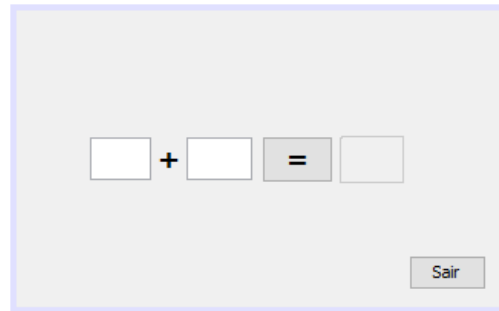 + =
Sair